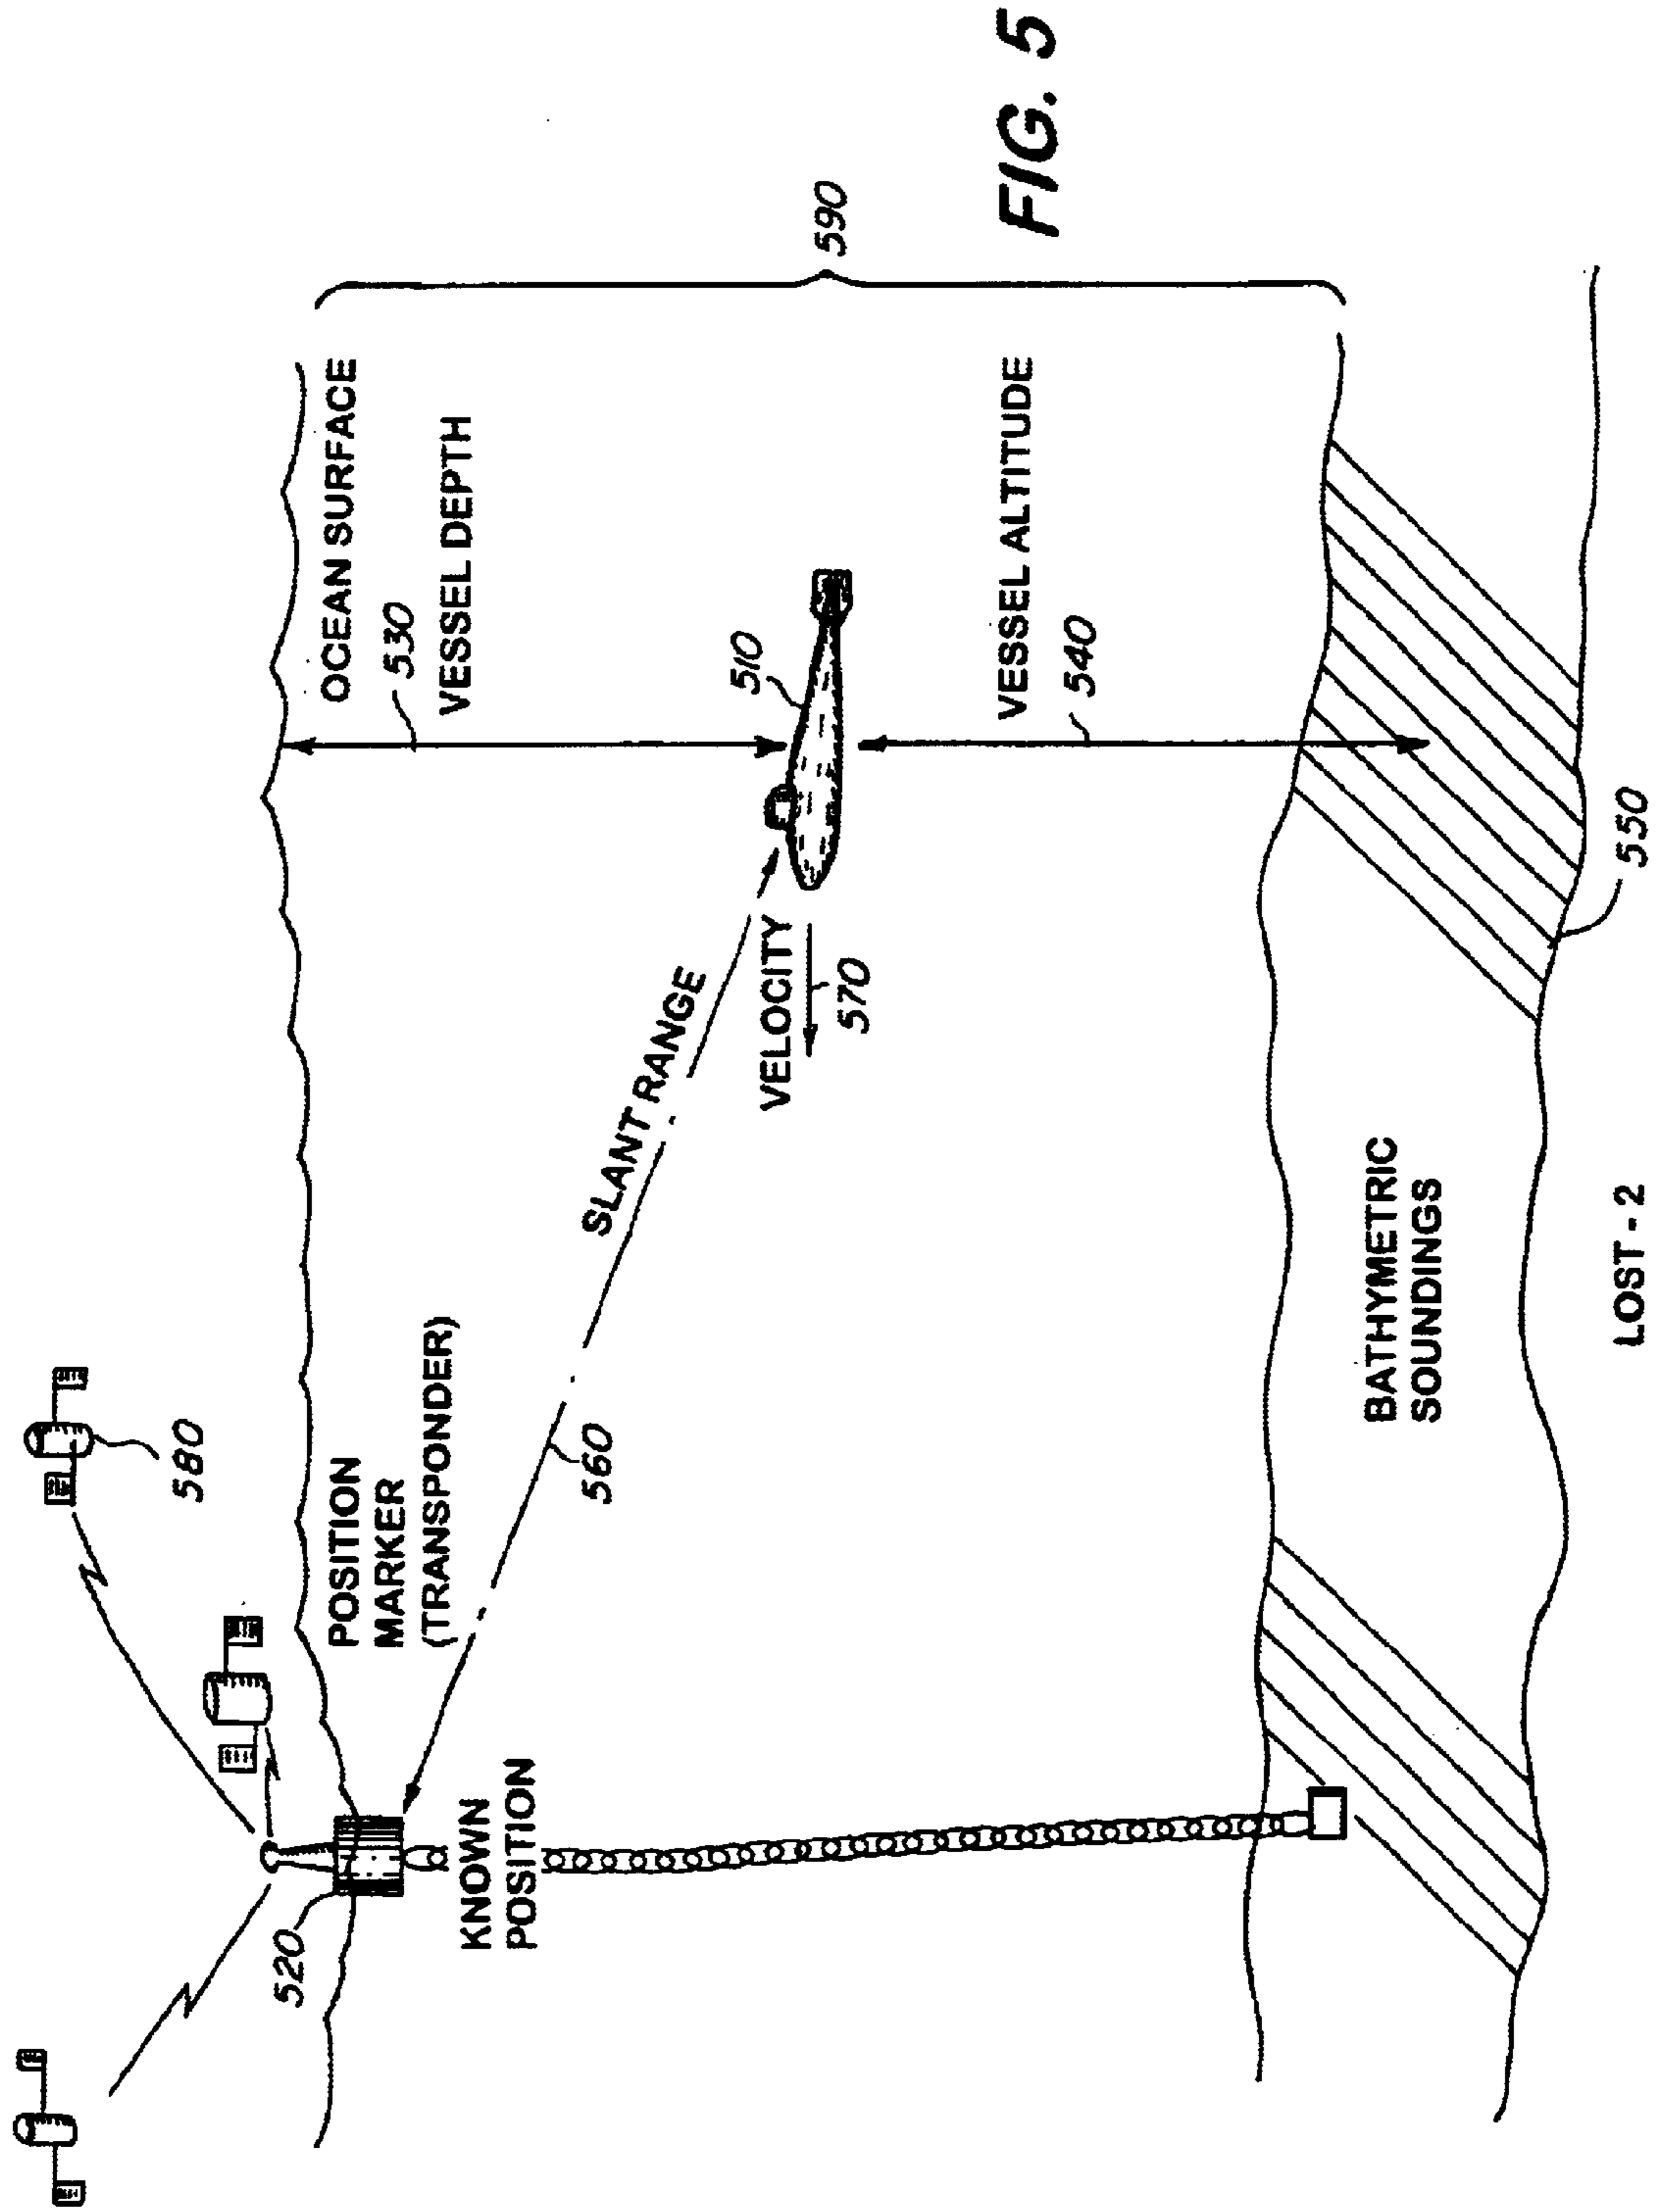 580
520
POSITION
MARKER
(TRANSPONDER)
KNOWN
POSITION
560
SLANT RANGE
OCEAN SURFACE
530
VESSEL DEPTH
510
VELOCITY
570
VESSEL ALTITUDE
540
590
BATHYMETRIC
SOUNDINGS
550
LOST - 2
FIG. 5